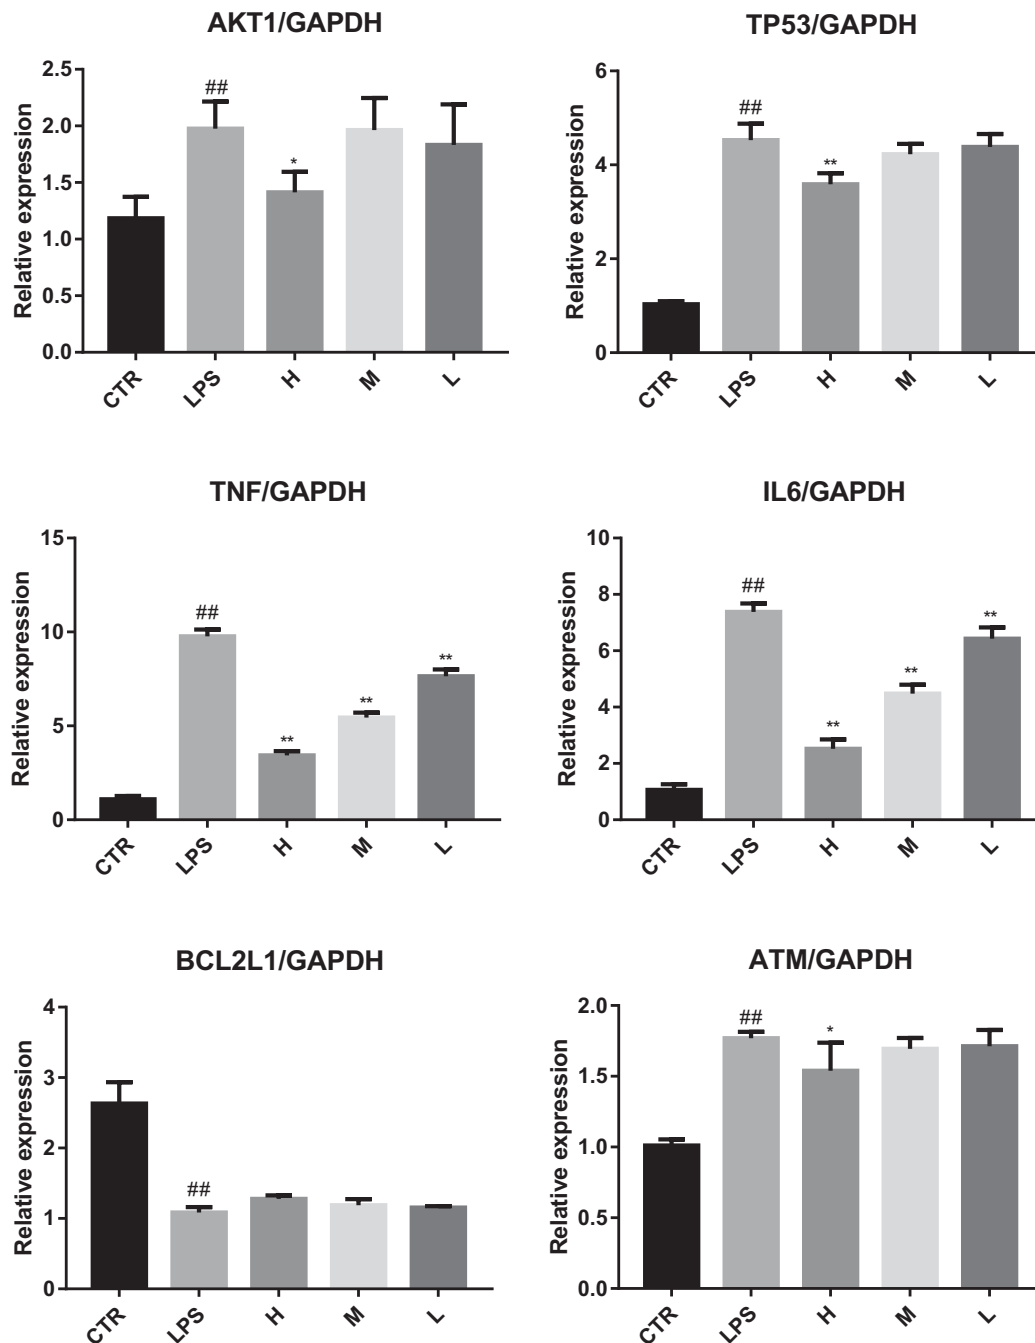 AKT1/GAPDH
Relative expression
2.5
2.0
1.5
1.0
0.5
0.0
##
*
CTR
LPS
H
M
L
TP53/GAPDH
Relative expression
6
4
2
0
##
**
CTR
LPS
H
M
L
TNF/GAPDH
Relative expression
15
10
5
0
##
**
**
**
CTR
LPS
H
M
L
IL6/GAPDH
Relative expression
10
8
6
4
2
0
##
**
**
**
CTR
LPS
H
M
L
BCL2L1/GAPDH
Relative expression
4
3
2
1
0
##
CTR
LPS
H
M
L
ATM/GAPDH
Relative expression
2.0
1.5
1.0
0.5
0.0
##
*
CTR
LPS
H
M
L